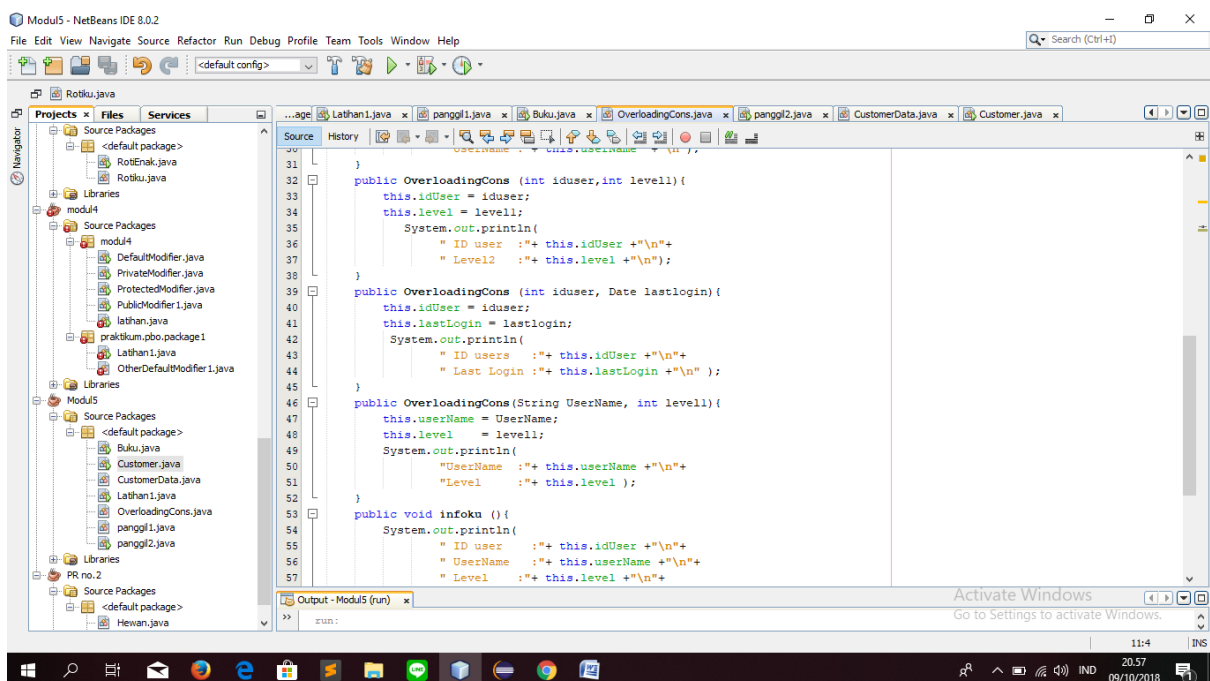 Modul5 - NetBeans IDE 8.0.2
File Edit View Navigate Source Refactor Run Debug Profile Team Tools Window Help
Search (Ctrl+I)
<default config>
Rotiku.java
Projects Files Services
Navigator
Source Packages
<default package>
RotiEnak.java
Rotiku.java
Libraries
modul4
Source Packages
modul4
DefaultModifier.java
PrivateModifier.java
ProtectedModifier.java
PublicModifier1.java
latihan.java
praktikum.pbo.package1
Latihan1.java
OtherDefaultModifier1.java
Libraries
Modul5
Source Packages
<default package>
Buku.java
Customer.java
CustomerData.java
Latihan1.java
OverloadingCons.java
panggil1.java
panggil2.java
Libraries
PR no.2
Source Packages
<default package>
Hewan.java
...age Latihan1.java panggil1.java Buku.java OverloadingCons.java panggil2.java CustomerData.java Customer.java
Source History
30 "UserName : "+ this.userName +"\n");
31 }
32 public OverloadingCons (int iduser,int level1){
33 this.idUser = iduser;
34 this.level = level1;
35 System.out.println(
36 " ID user :"+ this.idUser +"\n"+
37 " Level2 :"+ this.level +"\n");
38 }
39 public OverloadingCons (int iduser, Date lastlogin){
40 this.idUser = iduser;
41 this.lastLogin = lastlogin;
42 System.out.println(
43 " ID users :"+ this.idUser +"\n"+
44 " Last Login :"+ this.lastLogin +"\n" );
45 }
46 public OverloadingCons(String UserName, int level1){
47 this.userName = UserName;
48 this.level = level1;
49 System.out.println(
50 "UserName :"+ this.userName +"\n"+
51 "Level :"+ this.level );
52 }
53 public void infoku (){
54 System.out.println(
55 " ID user :"+ this.idUser +"\n"+
56 " UserName :"+ this.userName +"\n"+
57 " Level :"+ this.level +"\n"+
Output - Modul5 (run)
run:
Activate Windows
Go to Settings to activate Windows.
11:4 INS
IND
20.57
09/10/2018